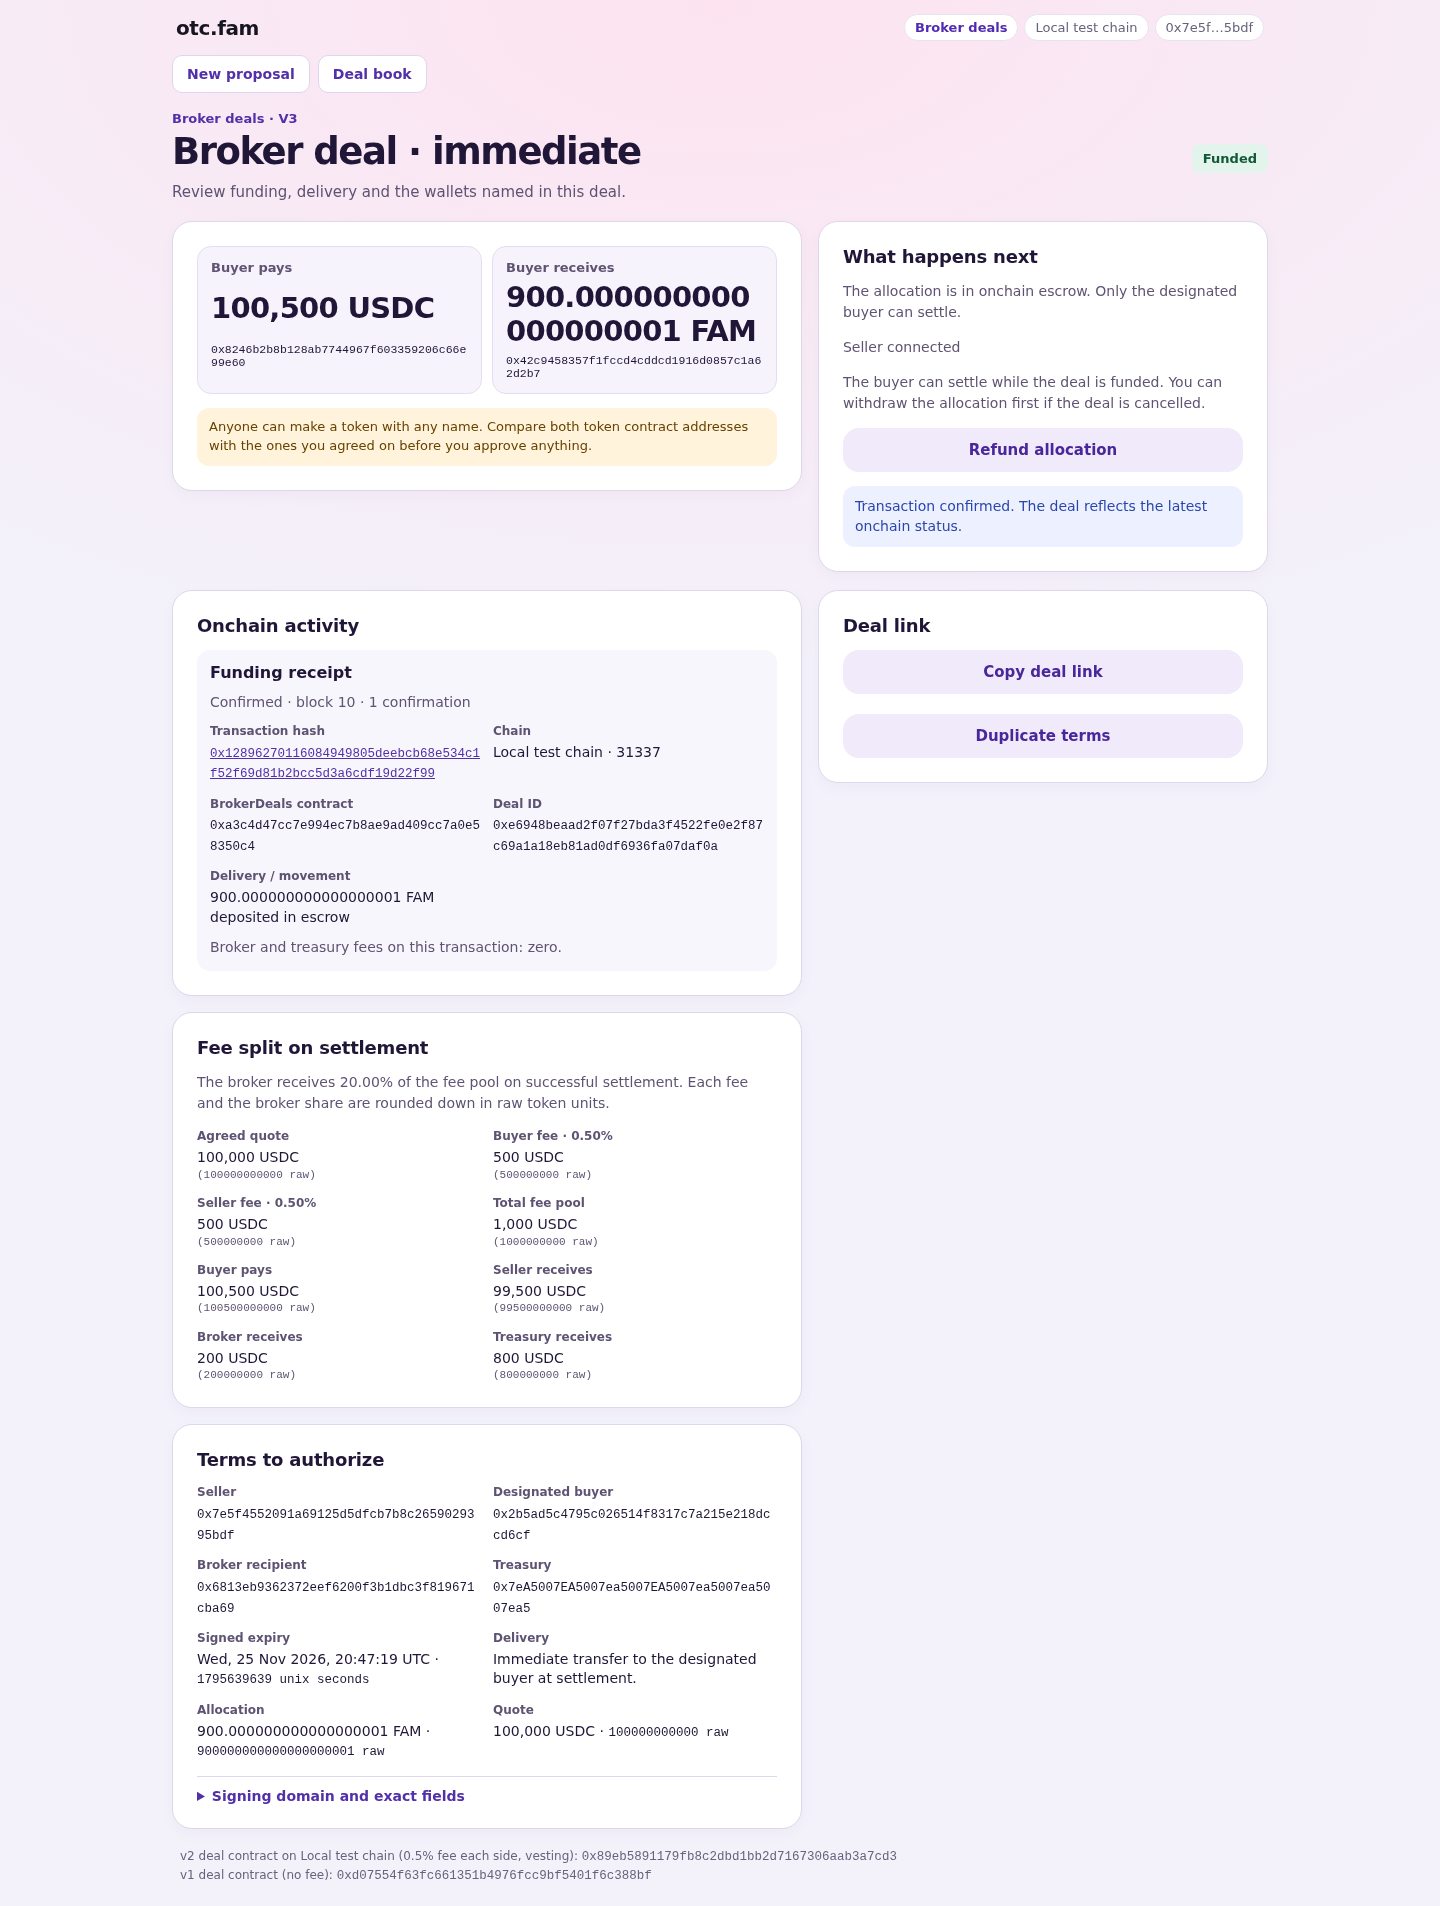 otc.fam
Broker deals
Local test chain
0x7e5f…5bdf
New proposal
Deal book
Broker deals · V3
Broker deal · immediate
Funded
Review funding, delivery and the wallets named in this deal.
Buyer pays
100,500 USDC
0x8246b2b8b128ab7744967f603359206c66e
99e60
Buyer receives
900.000000000
000000001 FAM
0x42c9458357f1fccd4cddcd1916d0857c1a6
2d2b7
Anyone can make a token with any name. Compare both token contract addresses
with the ones you agreed on before you approve anything.
What happens next
The allocation is in onchain escrow. Only the designated
buyer can settle.
Seller connected
The buyer can settle while the deal is funded. You can
withdraw the allocation first if the deal is cancelled.
Refund allocation
Transaction confirmed. The deal reflects the latest
onchain status.
Onchain activity
Funding receipt
Confirmed · block 10 · 1 confirmation
Transaction hash
0x12896270116084949805deebcb68e534c1
f52f69d81b2bcc5d3a6cdf19d22f99
Chain
Local test chain · 31337
BrokerDeals contract
0xa3c4d47cc7e994ec7b8ae9ad409cc7a0e5
8350c4
Deal ID
0xe6948beaad2f07f27bda3f4522fe0e2f87
c69a1a18eb81ad0df6936fa07daf0a
Delivery / movement
900.000000000000000001 FAM
deposited in escrow
Broker and treasury fees on this transaction: zero.
Deal link
Copy deal link
Duplicate terms
Fee split on settlement
The broker receives 20.00% of the fee pool on successful settlement. Each fee
and the broker share are rounded down in raw token units.
Agreed quote
100,000 USDC
(100000000000 raw)
Buyer fee · 0.50%
500 USDC
(500000000 raw)
Seller fee · 0.50%
500 USDC
(500000000 raw)
Total fee pool
1,000 USDC
(1000000000 raw)
Buyer pays
100,500 USDC
(100500000000 raw)
Seller receives
99,500 USDC
(99500000000 raw)
Broker receives
200 USDC
(200000000 raw)
Treasury receives
800 USDC
(800000000 raw)
Terms to authorize
Seller
0x7e5f4552091a69125d5dfcb7b8c26590293
95bdf
Designated buyer
0x2b5ad5c4795c026514f8317c7a215e218dc
cd6cf
Broker recipient
0x6813eb9362372eef6200f3b1dbc3f819671
cba69
Treasury
0x7eA5007EA5007ea5007EA5007ea5007ea50
07ea5
Signed expiry
Wed, 25 Nov 2026, 20:47:19 UTC ·
1795639639 unix seconds
Delivery
Immediate transfer to the designated
buyer at settlement.
Allocation
900.000000000000000001 FAM ·
900000000000000000001 raw
Quote
100,000 USDC · 100000000000 raw
Signing domain and exact fields
v2 deal contract on Local test chain (0.5% fee each side, vesting): 0x89eb5891179fb8c2dbd1bb2d7167306aab3a7cd3
v1 deal contract (no fee): 0xd07554f63fc661351b4976fcc9bf5401f6c388bf